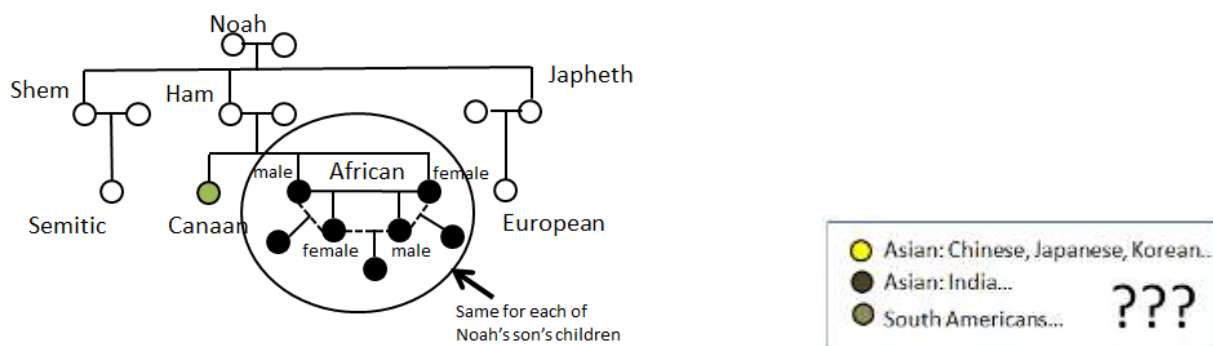 Noah
Shem
Ham
Japheth
male
African
female
Semitic
Canaan
female
male
European
Same for each of
Noah's son's children
Asian: Chinese, Japanese, Korean...
Asian: India...
South Americans...
???